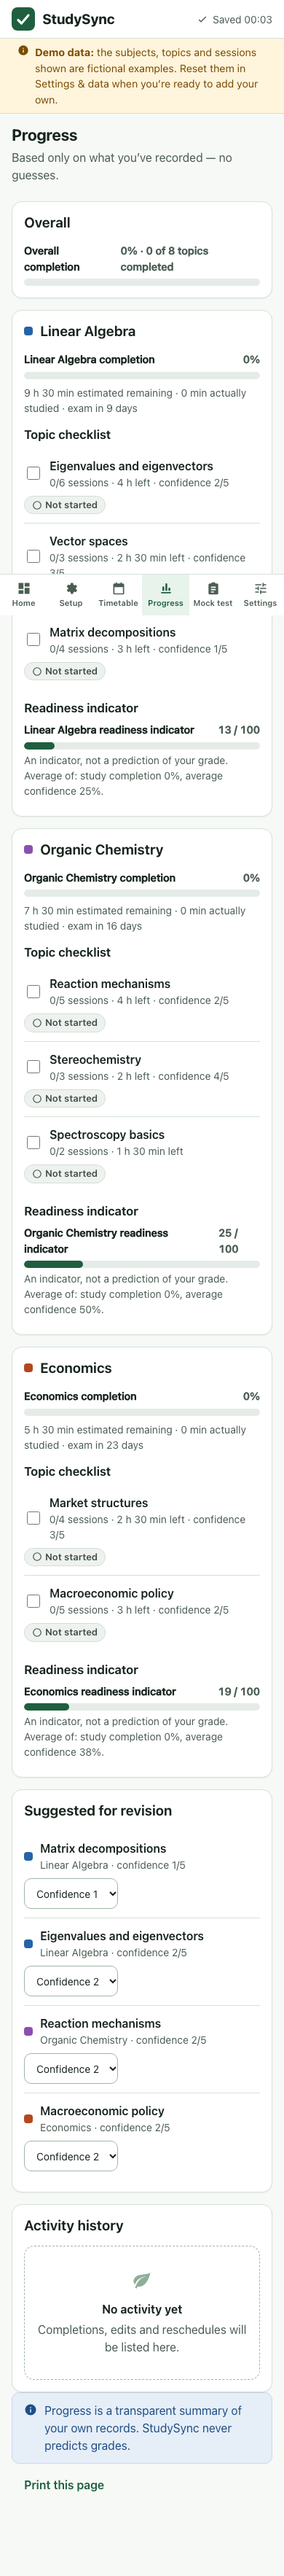 StudySync
Saved 00:03
Demo data: the subjects, topics and sessions
shown are fictional examples. Reset them in
Settings & data when you're ready to add your
own.
Progress
Based only on what you've recorded — no
guesses.
Overall
Overall
completion
0% · 0 of 8 topics
completed
Linear Algebra
Linear Algebra completion 0%
9 h 30 min estimated remaining · 0 min actually
studied · exam in 9 days
Topic checklist
Eigenvalues and eigenvectors
0/6 sessions · 4 h left · confidence 2/5
Not started
Vector spaces
0/3 sessions · 2 h 30 min left · confidence
3/5
Home Setup Timetable Progress Mock test Settings
Matrix decompositions
0/4 sessions · 3 h left · confidence 1/5
Not started
Readiness indicator
Linear Algebra readiness indicator 13 / 100
An indicator, not a prediction of your grade.
Average of: study completion 0%, average
confidence 25%.
Organic Chemistry
Organic Chemistry completion 0%
7 h 30 min estimated remaining · 0 min actually
studied · exam in 16 days
Topic checklist
Reaction mechanisms
0/5 sessions · 4 h left · confidence 2/5
Not started
Stereochemistry
0/3 sessions · 2 h left · confidence 4/5
Not started
Spectroscopy basics
0/2 sessions · 1 h 30 min left
Not started
Readiness indicator
Organic Chemistry readiness
indicator
25 /
100
An indicator, not a prediction of your grade.
Average of: study completion 0%, average
confidence 50%.
Economics
Economics completion 0%
5 h 30 min estimated remaining · 0 min actually
studied · exam in 23 days
Topic checklist
Market structures
0/4 sessions · 2 h 30 min left · confidence
3/5
Not started
Macroeconomic policy
0/5 sessions · 3 h left · confidence 2/5
Not started
Readiness indicator
Economics readiness indicator 19 / 100
An indicator, not a prediction of your grade.
Average of: study completion 0%, average
confidence 38%.
Suggested for revision
Matrix decompositions
Linear Algebra · confidence 1/5
Confidence 1
Eigenvalues and eigenvectors
Linear Algebra · confidence 2/5
Confidence 2
Reaction mechanisms
Organic Chemistry · confidence 2/5
Confidence 2
Macroeconomic policy
Economics · confidence 2/5
Confidence 2
Activity history
No activity yet
Completions, edits and reschedules will
be listed here.
Progress is a transparent summary of
your own records. StudySync never
predicts grades.
Print this page